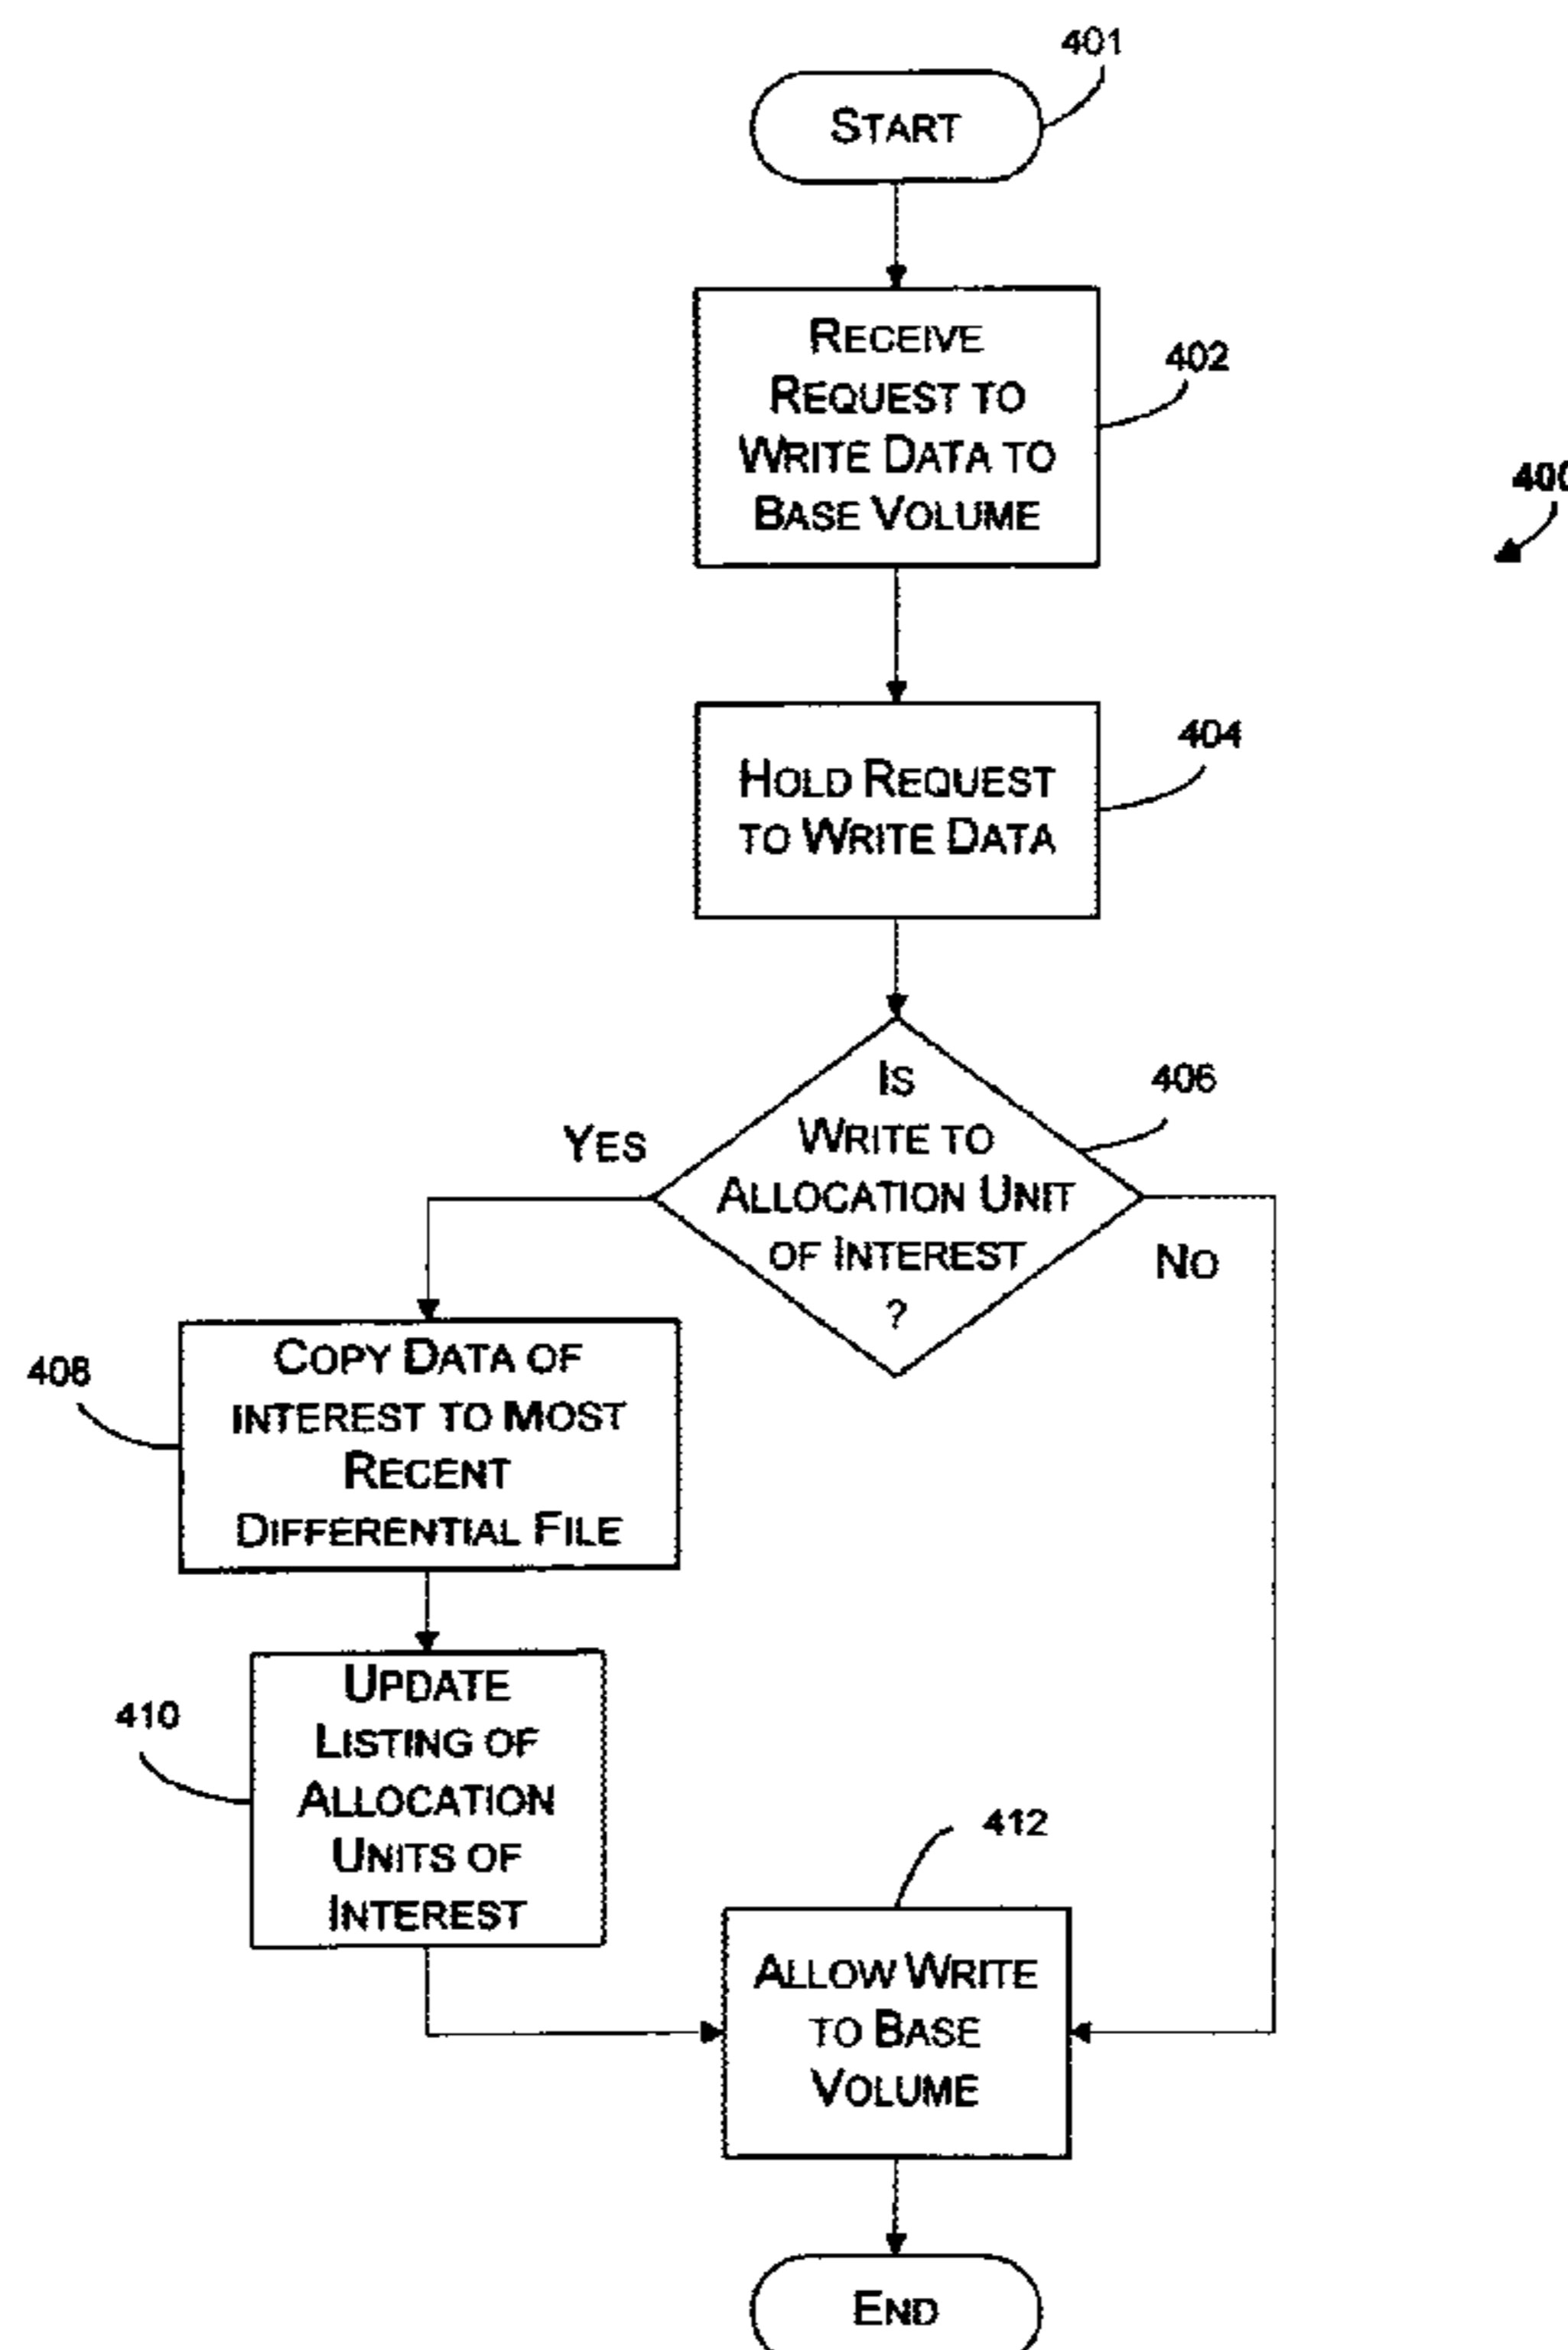 401
START
RECEIVE
REQUEST TO
WRITE DATA TO
BASE VOLUME
402
400
HOLD REQUEST
TO WRITE DATA
404
IS
WRITE TO
ALLOCATION UNIT
OF INTEREST
?
406
YES
NO
COPY DATA OF
INTEREST TO MOST
RECENT
DIFFERENTIAL FILE
408
UPDATE
LISTING OF
ALLOCATION
UNITS OF
INTEREST
410
412
ALLOW WRITE
TO BASE
VOLUME
END